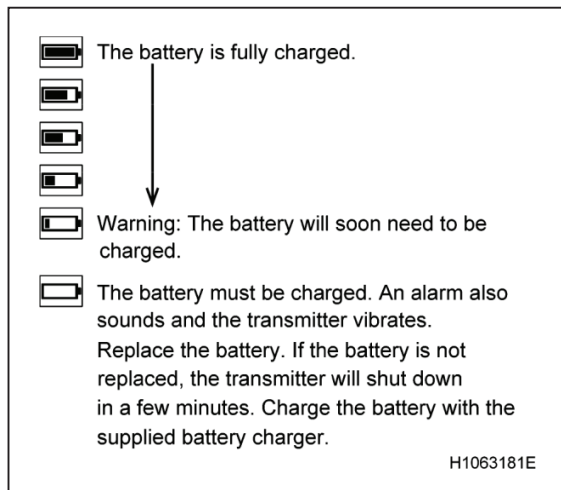 The battery is fully charged.
Warning: The battery will soon need to be
charged.
The battery must be charged. An alarm also
sounds and the transmitter vibrates.
Replace the battery. If the battery is not
replaced, the transmitter will shut down
in a few minutes. Charge the battery with the
supplied battery charger.
H1063181E